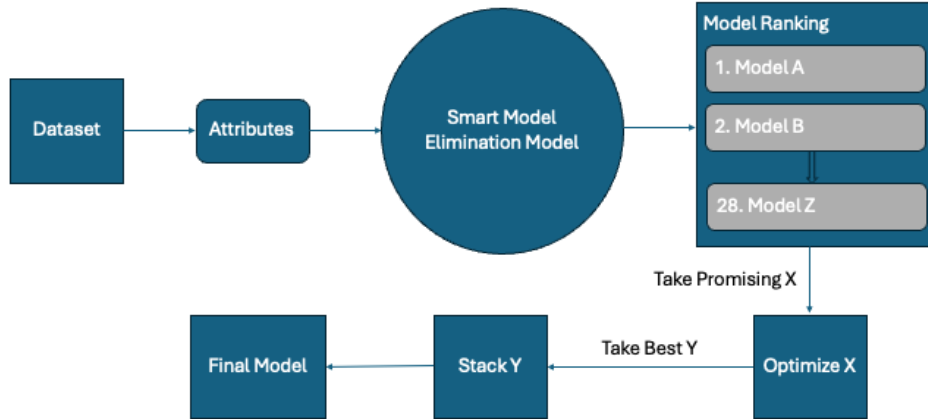 Dataset
Attributes
Smart Model
Elimination Model
Model Ranking
1. Model A
2. Model B
28. Model Z
Take Promising X
Optimize X
Take Best Y
Stack Y
Final Model